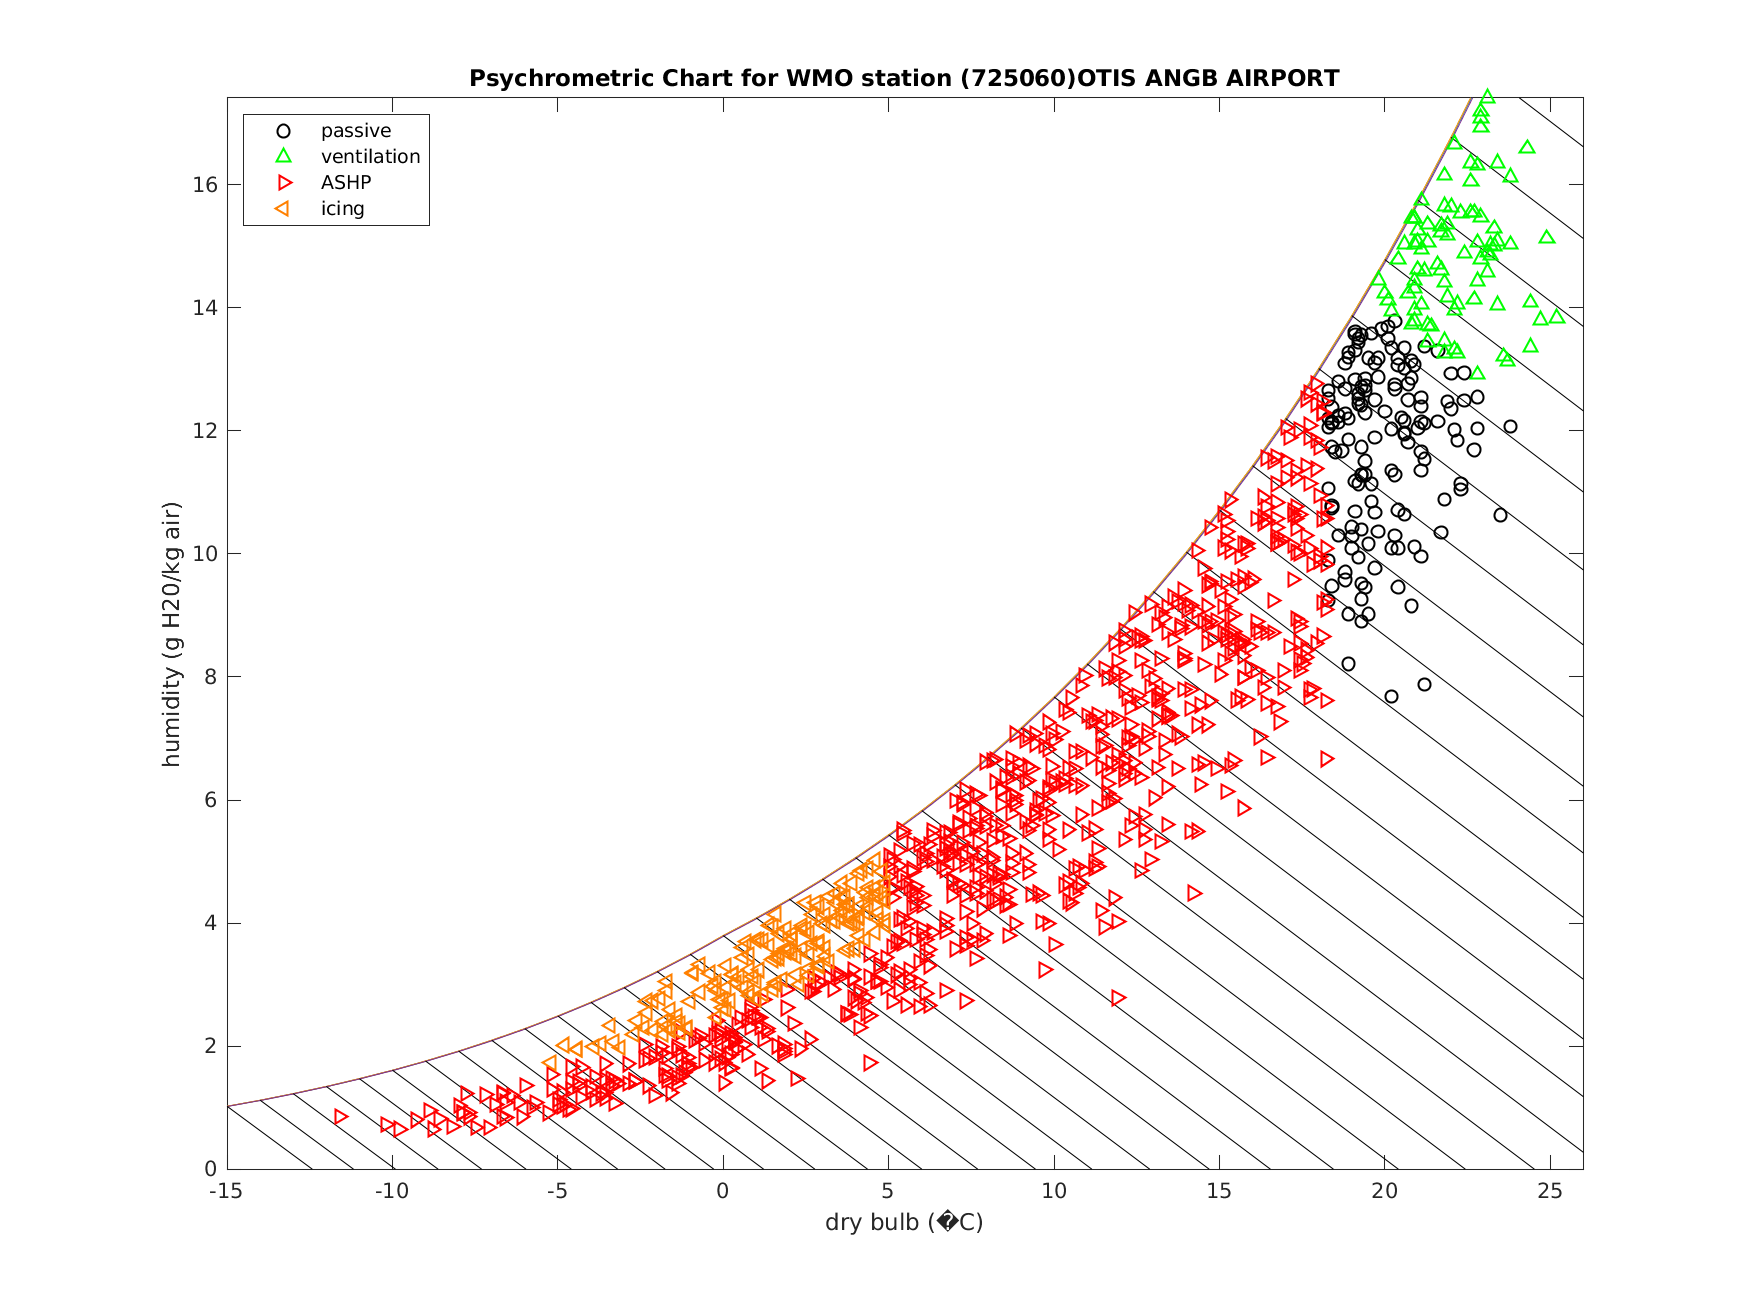 Psychrometric Chart for WMO station (725060)OTIS ANGB AIRPORT
passive
ventilation
ASHP
icing
humidity (g H20/kg air)
16
14
12
10
8
6
4
2
0
-15 -10 -5 0 5 10 15 20 25
dry bulb (�C)